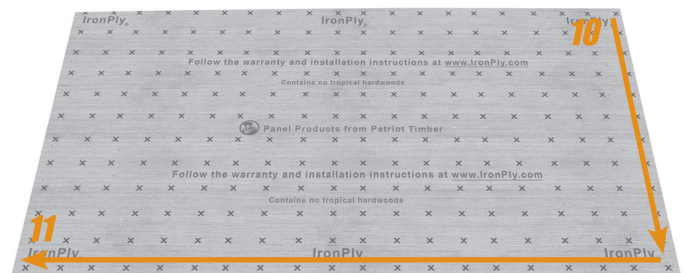 IronPly® IronPly® IronPly®
10
Follow the warranty and installation instructions at www.IronPly.com
Contains no tropical hardwoods
Panel Products from Patriot Timber
Follow the warranty and installation instructions at www.IronPly.com
Contains no tropical hardwoods
11
IronPly IronPly IronPly